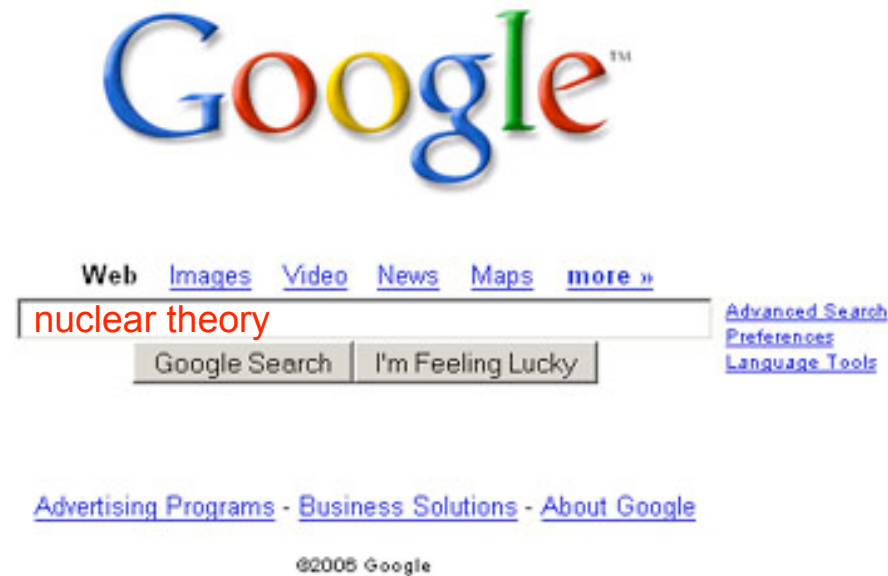 Google™
Web Images Video News Maps more »
nuclear theory
Advanced Search
Preferences
Language Tools
Google Search I'm Feeling Lucky
Advertising Programs - Business Solutions - About Google
©2006 Google